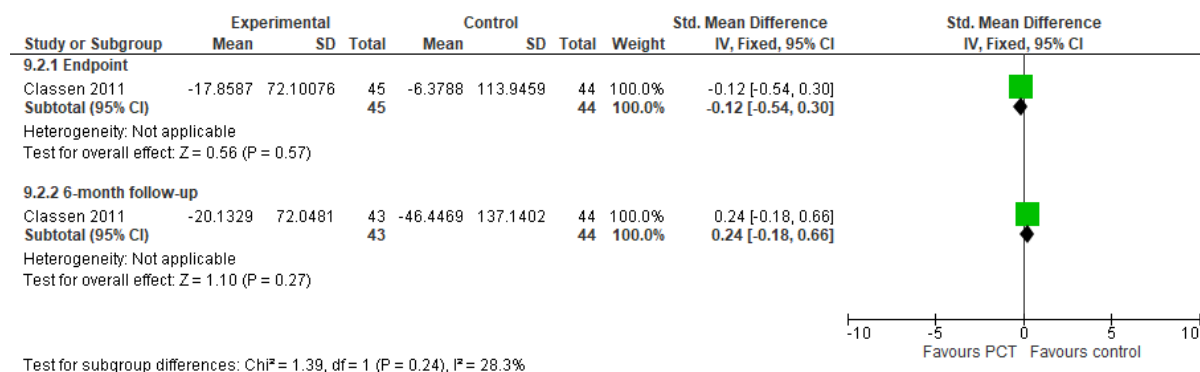 Experimental Control Std. Mean Difference Std. Mean Difference
Study or Subgroup Mean SD Total Mean SD Total Weight IV, Fixed, 95% CI IV, Fixed, 95% CI
9.2.1 Endpoint
Classen 2011 -17.8587 72.10076 45 -6.3788 113.9459 44 100.0% -0.12 [-0.54, 0.30]
Subtotal (95% CI) 45 44 100.0% -0.12 [-0.54, 0.30]
Heterogeneity: Not applicable
Test for overall effect: Z = 0.56 (P = 0.57)
9.2.2 6-month follow-up
Classen 2011 -20.1329 72.0481 43 -46.4469 137.1402 44 100.0% 0.24 [-0.18, 0.66]
Subtotal (95% CI) 43 44 100.0% 0.24 [-0.18, 0.66]
Heterogeneity: Not applicable
Test for overall effect: Z = 1.10 (P = 0.27)
-10 -5 0 5 10
Favours PCT Favours control
Test for subgroup differences: Chi² = 1.39, df = 1 (P = 0.24), I² = 28.3%